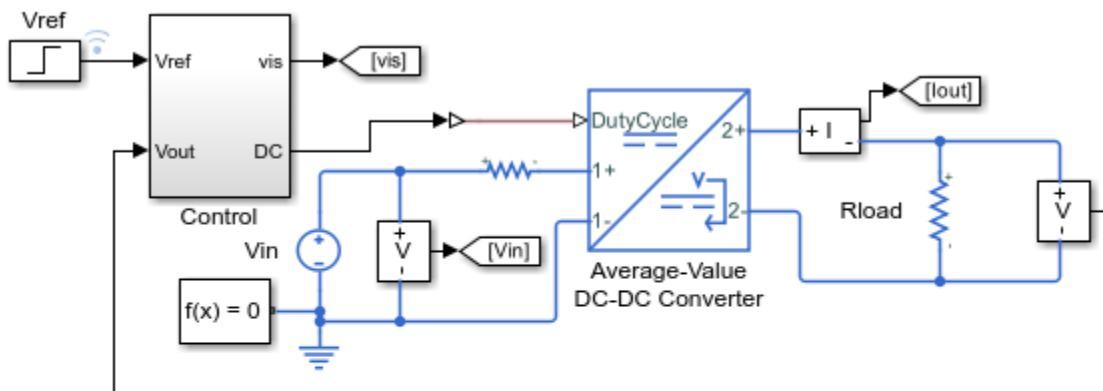 Vref
Vref
vis
[vis]
[Iout]
DutyCycle
2+
+ I
-
Vout
DC
+
-
1+
+
Control
1-
V
2-
Rload
+
V
-
Vin
+
V
-
[Vin]
-
Average-Value
DC-DC Converter
f(x) = 0